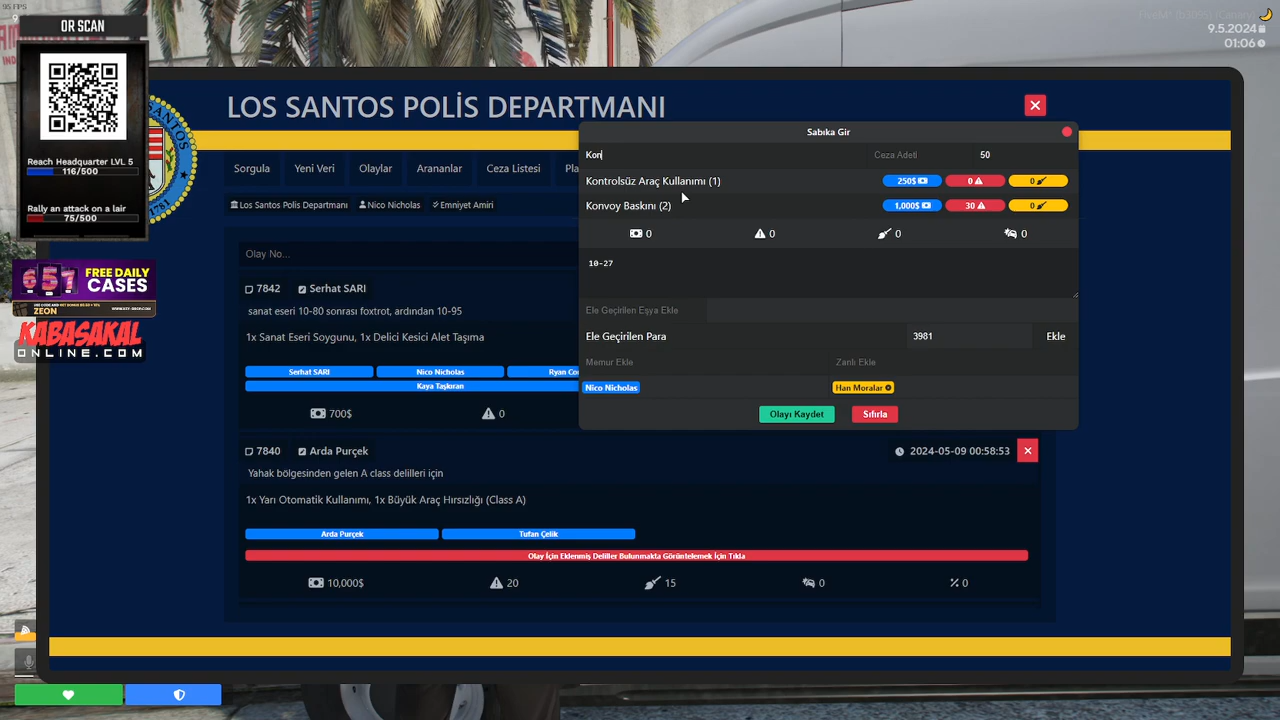 95 FPS
QR SCAN
Reach Headquarter LVL 5
116/500
Rally an attack on a lair
75/500
FREE DAILY
CASES
ZEON
KABASAKAL
ONLINE.COM
9.5.2024
01:06
LOS SANTOS POLİS DEPARTMANI
Sorgula
Yeni Veri
Olaylar
Arananlar
Ceza Listesi
Pla
Los Santos Polis Departmanı
Nico Nicholas
Emniyet Amiri
Olay No...
7842
Serhat SARI
sanat eseri 10-80 sonrası foxtrot, ardından 10-95
1x Sanat Eseri Soygunu, 1x Delici Kesici Alet Taşıma
Serhat SARI
Nico Nicholas
Ryan Co
Kaya Taşkıran
700$
0
7840
Arda Purçek
2024-05-09 00:58:53
Yahak bölgesinden gelen A class delilleri için
1x Yarı Otomatik Kullanımı, 1x Büyük Araç Hırsızlığı (Class A)
Arda Purçek
Tufan Çelik
Olay İçin Eklenmiş Deliller Bulunmakta Görüntelemek İçin Tıkla
10,000$
20
15
0
0
Sabıka Gir
Kon
Ceza Adeti
50
Kontrolsüz Araç Kullanımı (1)
250$
0
0
Konvoy Baskını (2)
1,000$
30
0
0
0
0
0
10-27
Ele Geçirilen Eşya Ekle
Ele Geçirilen Para
3981
Ekle
Memur Ekle
Zanlı Ekle
Nico Nicholas
Han Moralar
Olayı Kaydet
Sıfırla